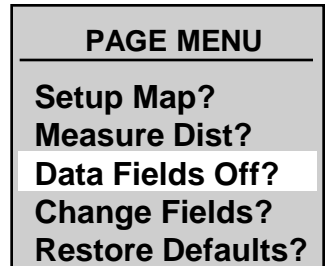 PAGE MENU
Setup Map?
Measure Dist?
Data Fields Off?
Change Fields?
Restore Defaults?